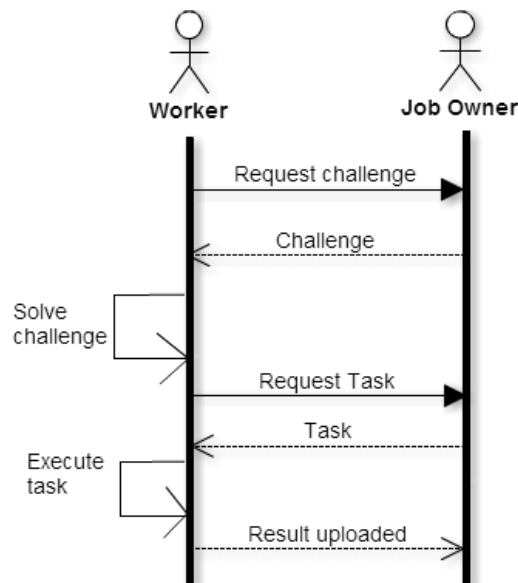 Worker
Job Owner
Request challenge
Challenge
Solve
challenge
Request Task
Task
Execute
task
Result uploaded